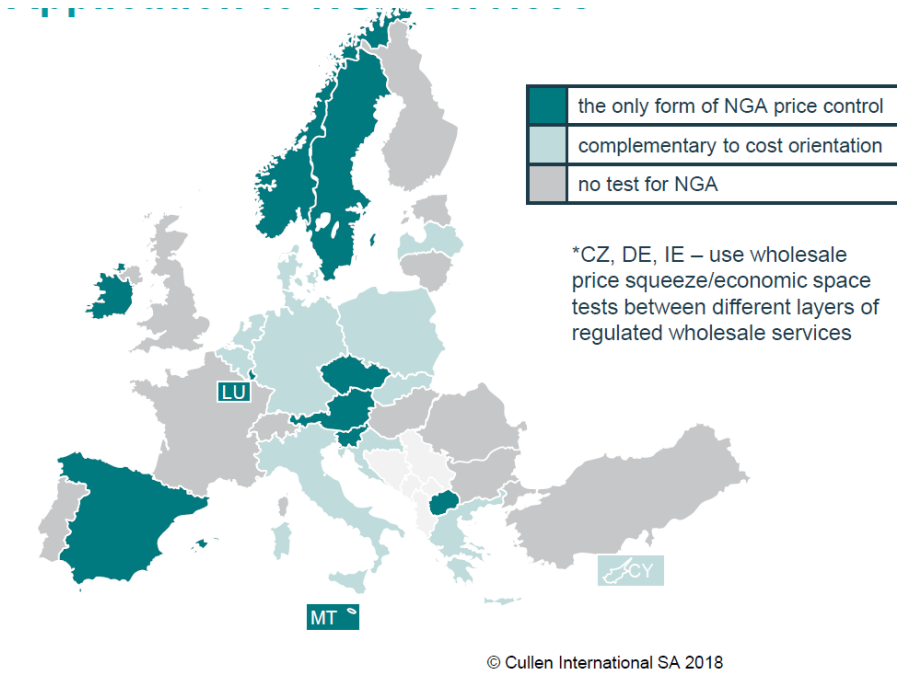 the only form of NGA price control
complementary to cost orientation
no test for NGA
*CZ, DE, IE – use wholesale
price squeeze/economic space
tests between different layers of
regulated wholesale services
LU
CY
MT
© Cullen International SA 2018